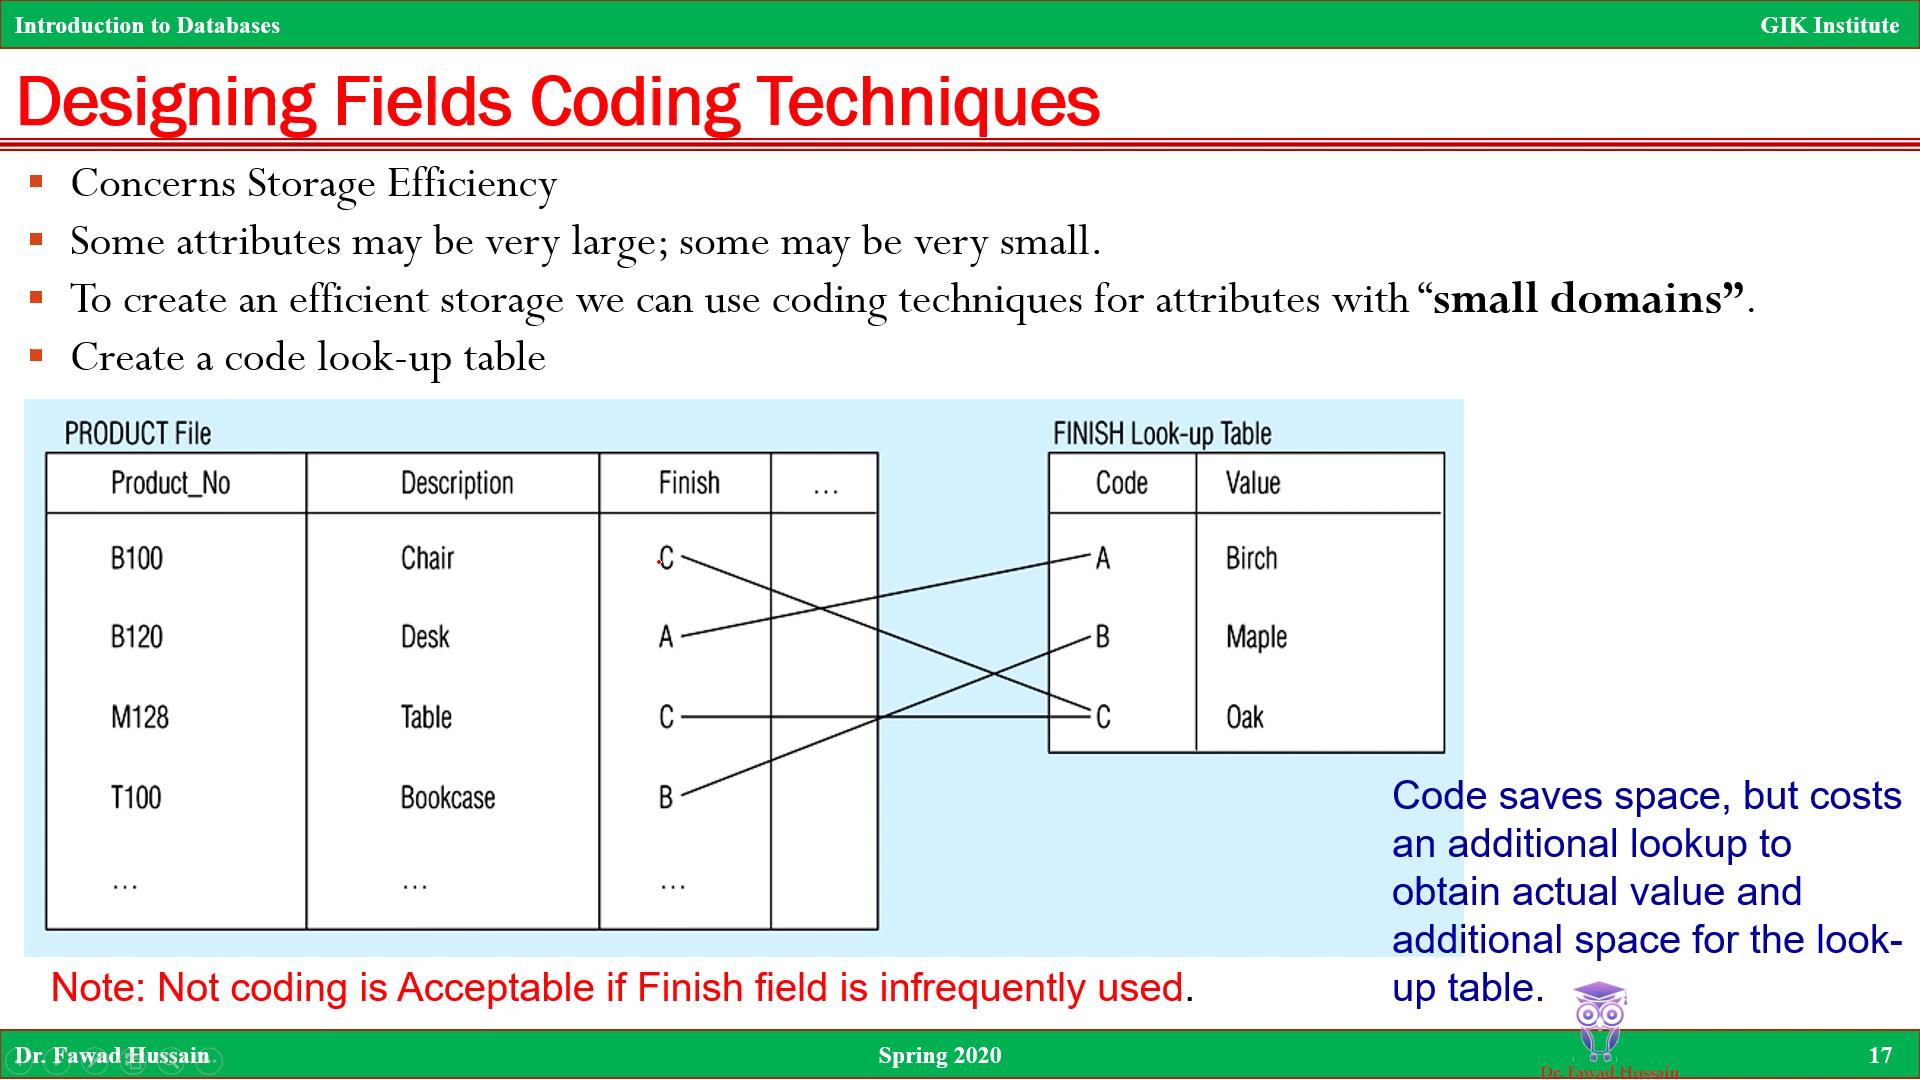 Introduction to Databases
GIK Institute
Designing Fields Coding Techniques
Concerns Storage Efficiency
Some attributes may be very large; some may be very small.
To create an efficient storage we can use coding techniques for attributes with “small domains”.
Create a code look-up table
PRODUCT File
Product_No Description Finish ...
B100 Chair C
B120 Desk A
M128 Table C
T100 Bookcase B
... ... ...
FINISH Look-up Table
Code Value
A Birch
B Maple
C Oak
Code saves space, but costs
an additional lookup to
obtain actual value and
additional space for the look-
up table.
Note: Not coding is Acceptable if Finish field is infrequently used.
Dr. Fawad Hussain
Spring 2020
Dr. Fawad Hussain
17